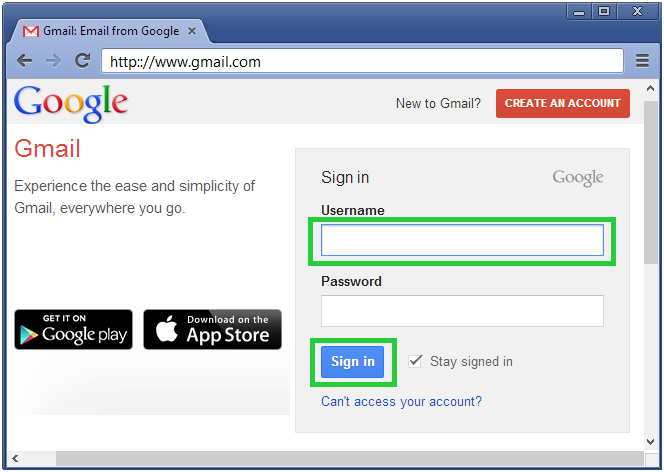 Gmail: Email from Google
http://www.gmail.com
Google
New to Gmail? CREATE AN ACCOUNT
Gmail
Experience the ease and simplicity of
Gmail, everywhere you go.
Sign in Google
Username
Password
GET IT ON
Google play
Download on the
App Store
Sign in Stay signed in
Can't access your account?